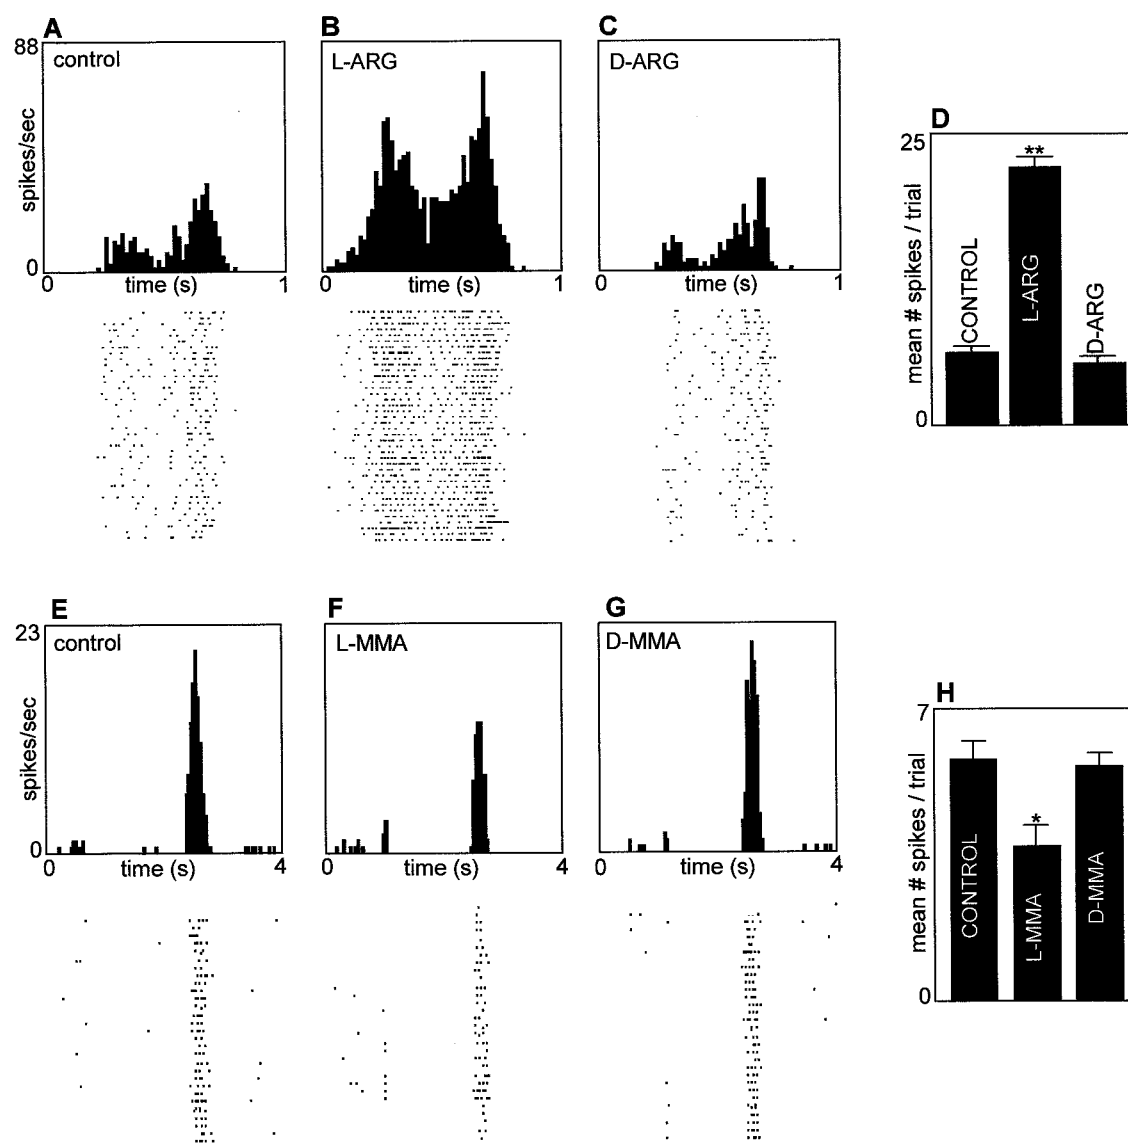 A
88
control
spikes/sec
0
0
time (s)
1
B
L-ARG
0
time (s)
1
C
D-ARG
0
time (s)
1
D
25
mean # spikes / trial
0
CONTROL
**
L-ARG
D-ARG
E
23
control
spikes/sec
0
0
time (s)
4
F
L-MMA
0
time (s)
4
G
D-MMA
0
time (s)
4
H
7
mean # spikes / trial
0
CONTROL
*
L-MMA
D-MMA